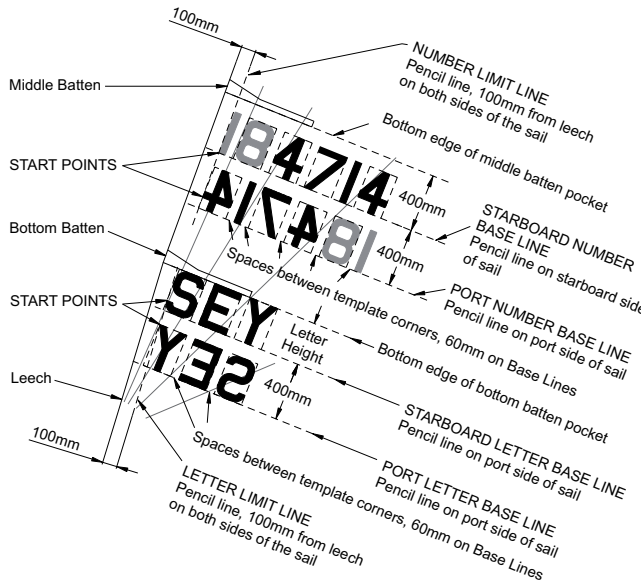 100mm
NUMBER LIMIT LINE
Pencil line, 100mm from leech
on both sides of the sail
Middle Batten
Bottom edge of middle batten pocket
184714
START POINTS
400mm
STARBOARD NUMBER
BASE LINE
Pencil line on starboard side
of sail
184714
400mm
Bottom Batten
Spaces between template corners, 60mm on Base Lines
PORT NUMBER BASE LINE
Pencil line on port side of sail
START POINTS
SEY
Letter
Height
Bottom edge of bottom batten pocket
SEY
400mm
STARBOARD LETTER BASE LINE
Pencil line on port side of sail
Leech
100mm
Spaces between template corners, 60mm on Base Lines
PORT LETTER BASE LINE
Pencil line on port side of sail
LETTER LIMIT LINE
Pencil line, 100mm from leech
on both sides of the sail